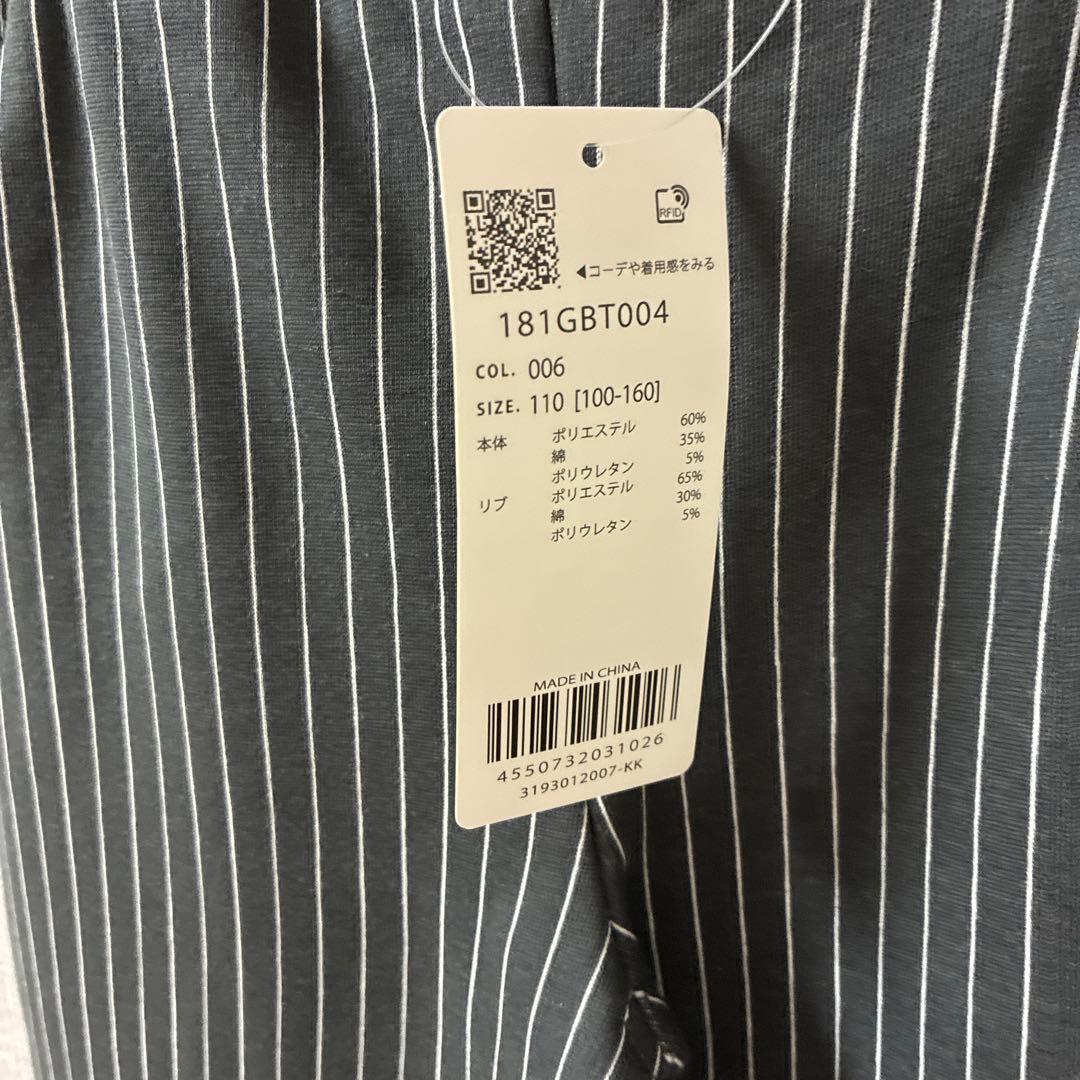 RFID
◀コーデや着用感をみる
181GBT004
COL. 006
SIZE. 110 [100-160]
本体 ポリエステル 60%
綿 35%
ポリウレタン 5%
リブ ポリエステル 65%
綿 30%
ポリウレタン 5%
MADE IN CHINA
4550732031026
3193012007-KK